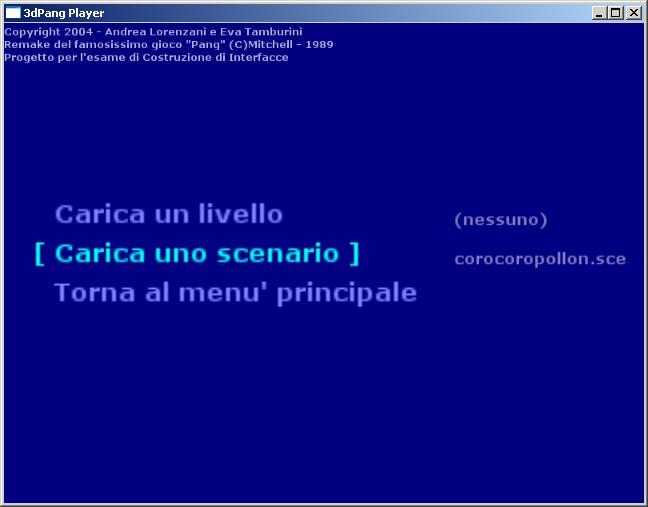 3dPang Player
Copyright 2004 - Andrea Lorenzani e Eva Tamburini
Remake del famosissimo gioco "Pang" (C)Mitchell - 1989
Progetto per l'esame di Costruzione di Interfacce
Carica un livello (nessuno)
[ Carica uno scenario ] corocoropollon.sce
Torna al menu' principale